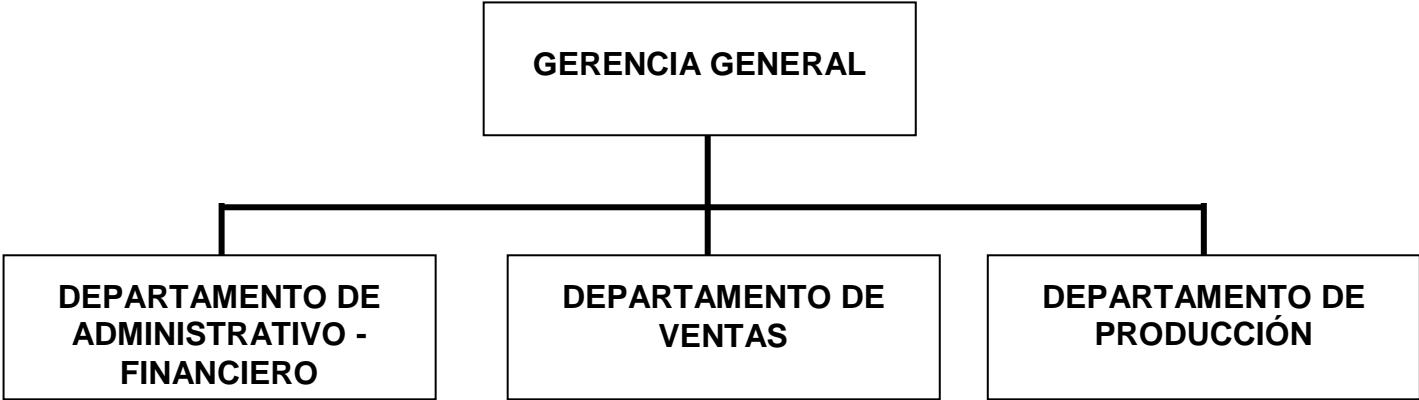 GERENCIA GENERAL
DEPARTAMENTO DE
ADMINISTRATIVO -
FINANCIERO
DEPARTAMENTO DE
VENTAS
DEPARTAMENTO DE
PRODUCCIÓN